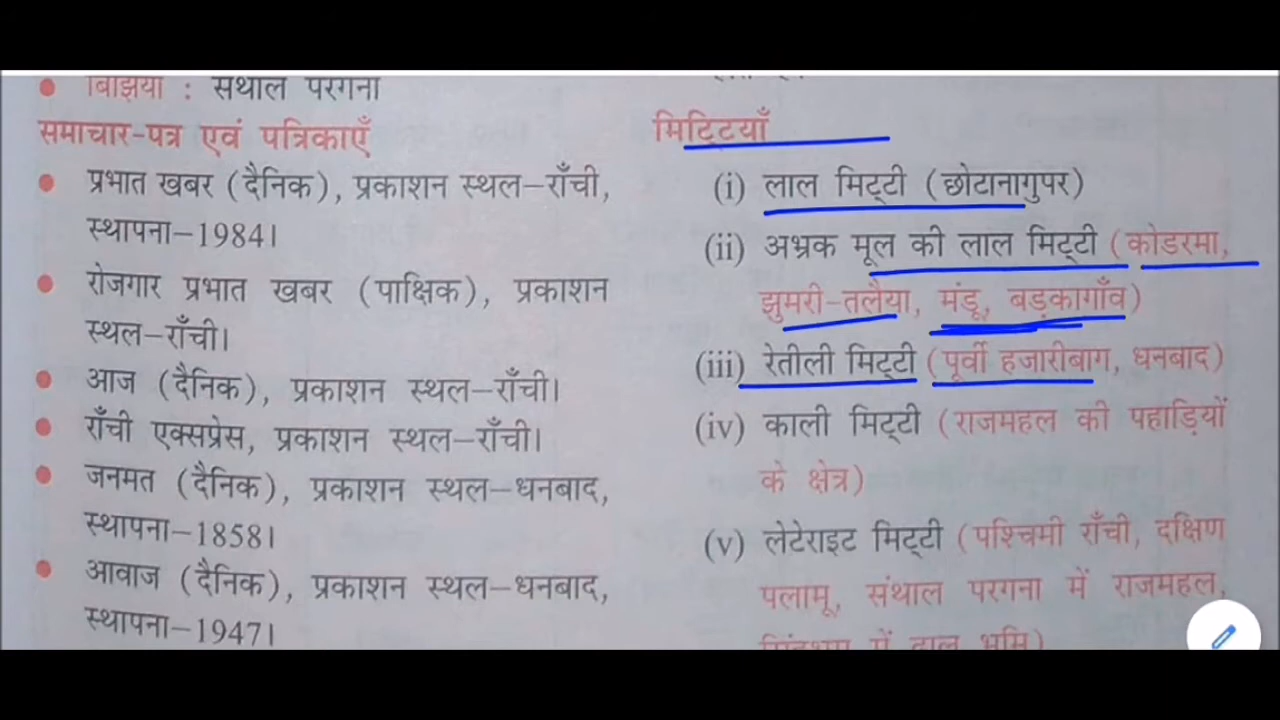 बिंझिया : संथाल परगना
समाचार-पत्र एवं पत्रिकाएँ
प्रभात खबर (दैनिक), प्रकाशन स्थल–राँची,
स्थापना–1984।
रोजगार प्रभात खबर (पाक्षिक), प्रकाशन
स्थल–राँची।
आज (दैनिक), प्रकाशन स्थल–राँची।
राँची एक्सप्रेस, प्रकाशन स्थल–राँची।
जनमत (दैनिक), प्रकाशन स्थल–धनबाद,
स्थापना–1858।
आवाज (दैनिक), प्रकाशन स्थल–धनबाद,
स्थापना–1947।
मिट्टियाँ
(i) लाल मिट्टी (छोटानागुपर)
(ii) अभ्रक मूल की लाल मिट्टी (कोडरमा,
झुमरी-तलैया, मंडू, बड़कागाँव)
(iii) रेतीली मिट्टी (पूर्वी हजारीबाग, धनबाद)
(iv) काली मिट्टी (राजमहल की पहाड़ियों
के क्षेत्र)
(v) लेटेराइट मिट्टी (पश्चिमी राँची, दक्षिण
पलामू, संथाल परगना में राजमहल,
में ढाल भूमि)